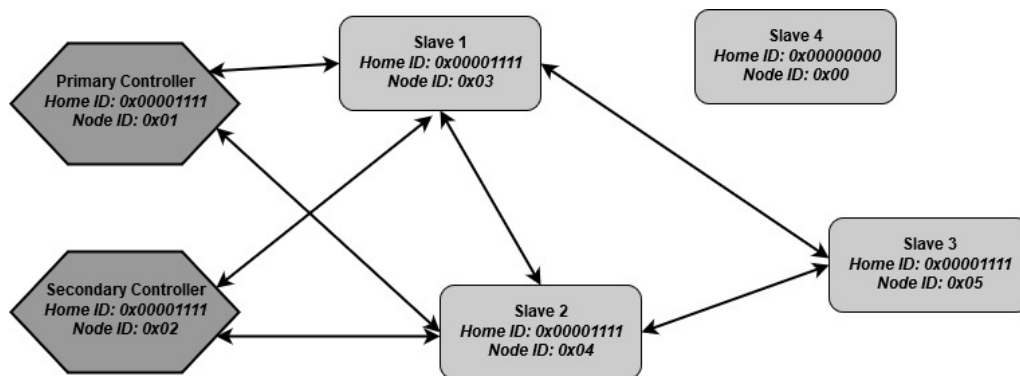 Primary Controller
Home ID: 0x00001111
Node ID: 0x01
Slave 1
Home ID: 0x00001111
Node ID: 0x03
Slave 4
Home ID: 0x00000000
Node ID: 0x00
Secondary Controller
Home ID: 0x00001111
Node ID: 0x02
Slave 2
Home ID: 0x00001111
Node ID: 0x04
Slave 3
Home ID: 0x00001111
Node ID: 0x05